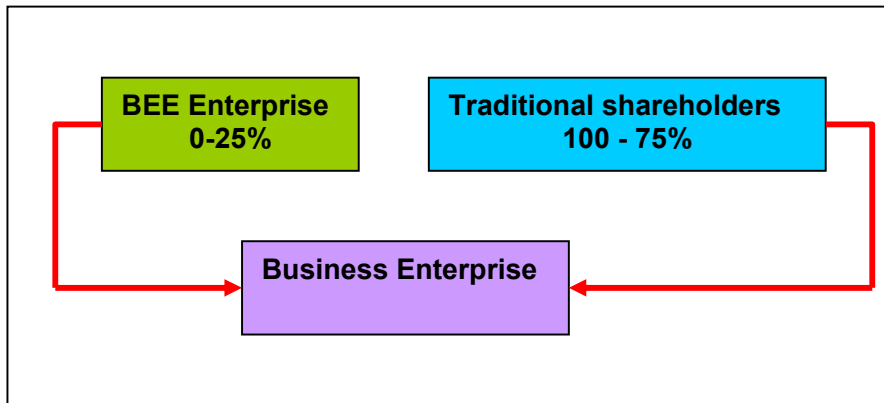 BEE Enterprise
0-25%
Traditional shareholders
100 - 75%
Business Enterprise